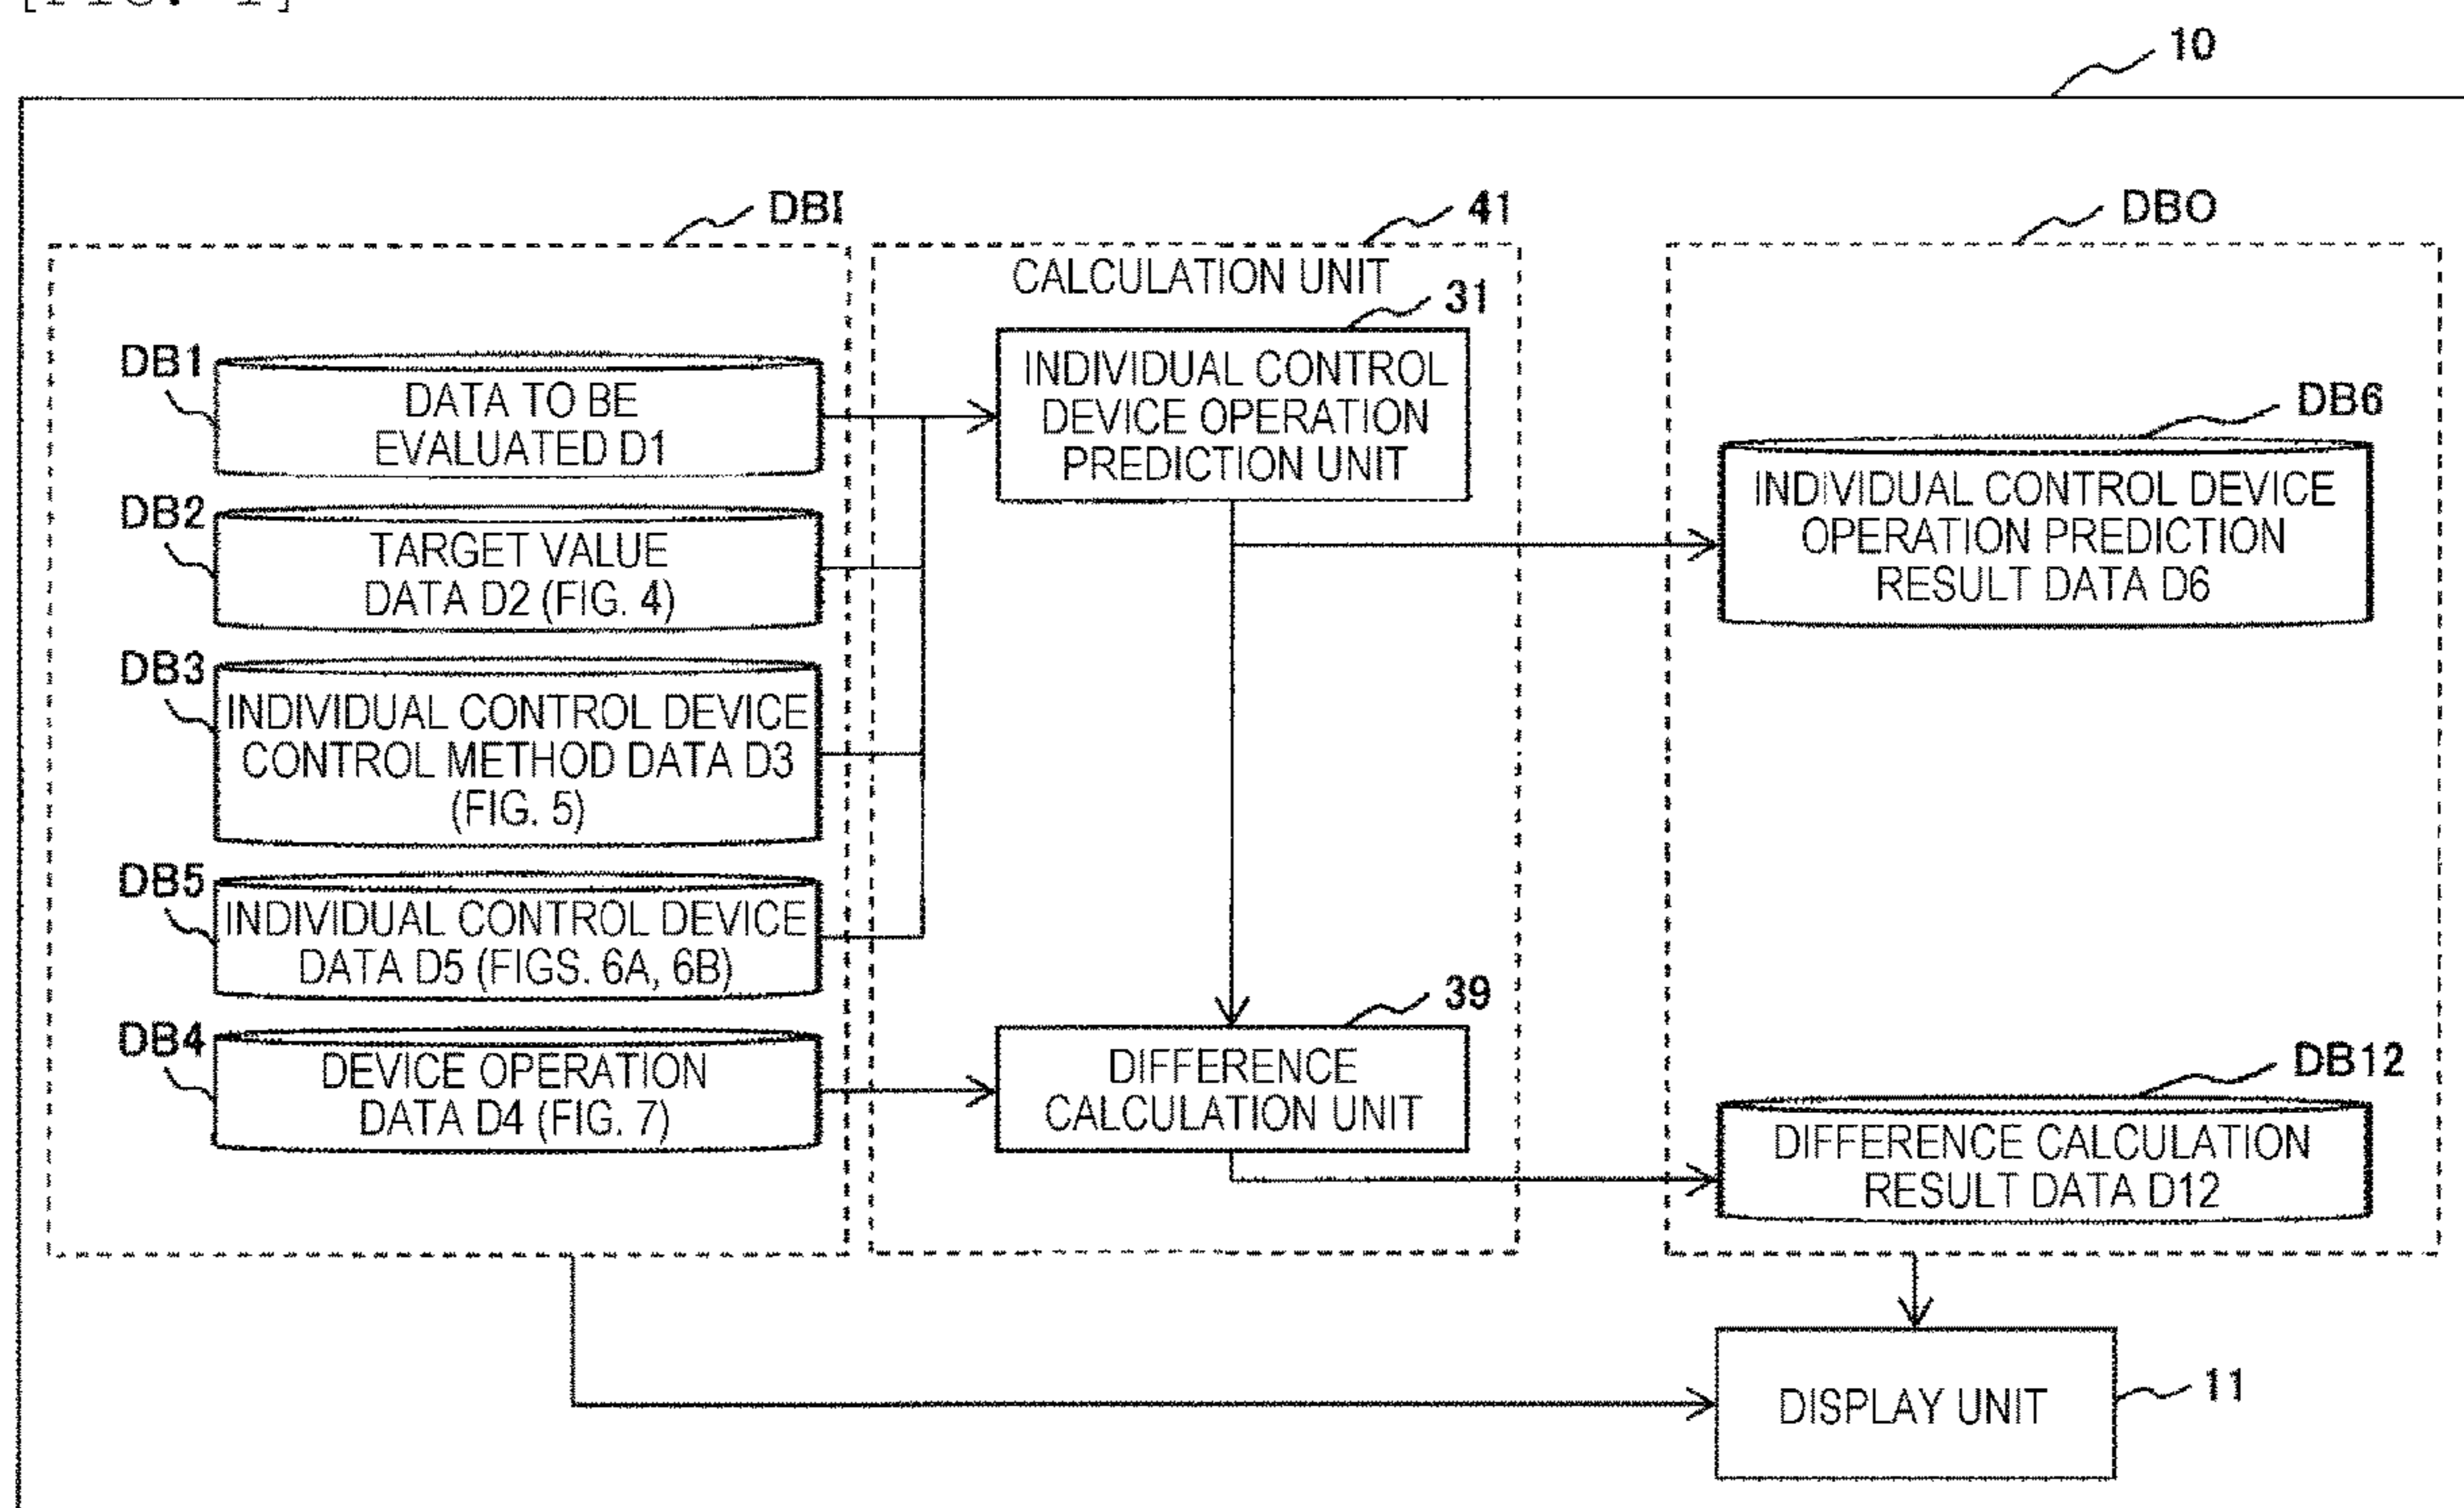 10
DBI
41
DBO
CALCULATION UNIT
31
DB1
DATA TO BE
EVALUATED D1
INDIVIDUAL CONTROL
DEVICE OPERATION
PREDICTION UNIT
DB6
INDIVIDUAL CONTROL DEVICE
OPERATION PREDICTION
RESULT DATA D6
DB2
TARGET VALUE
DATA D2 (FIG. 4)
DB3
INDIVIDUAL CONTROL DEVICE
CONTROL METHOD DATA D3
(FIG. 5)
DB5
INDIVIDUAL CONTROL DEVICE
DATA D5 (FIGS. 6A, 6B)
DB4
DEVICE OPERATION
DATA D4 (FIG. 7)
39
DIFFERENCE
CALCULATION UNIT
DB12
DIFFERENCE CALCULATION
RESULT DATA D12
DISPLAY UNIT
11